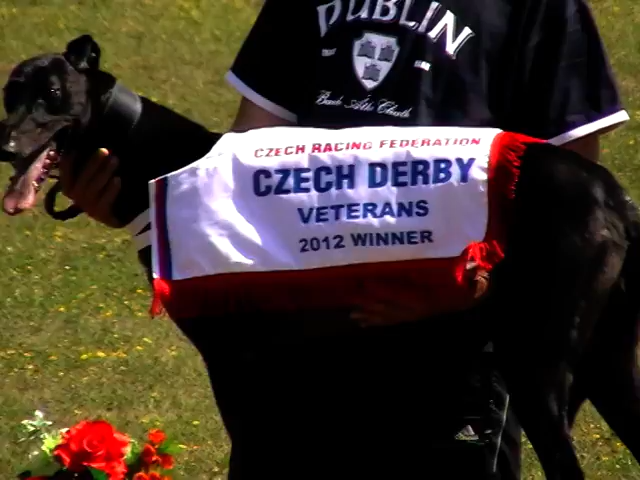 DUBLIN
CZECH RACING FEDERATION
CZECH DERBY
VETERANS
2012 WINNER